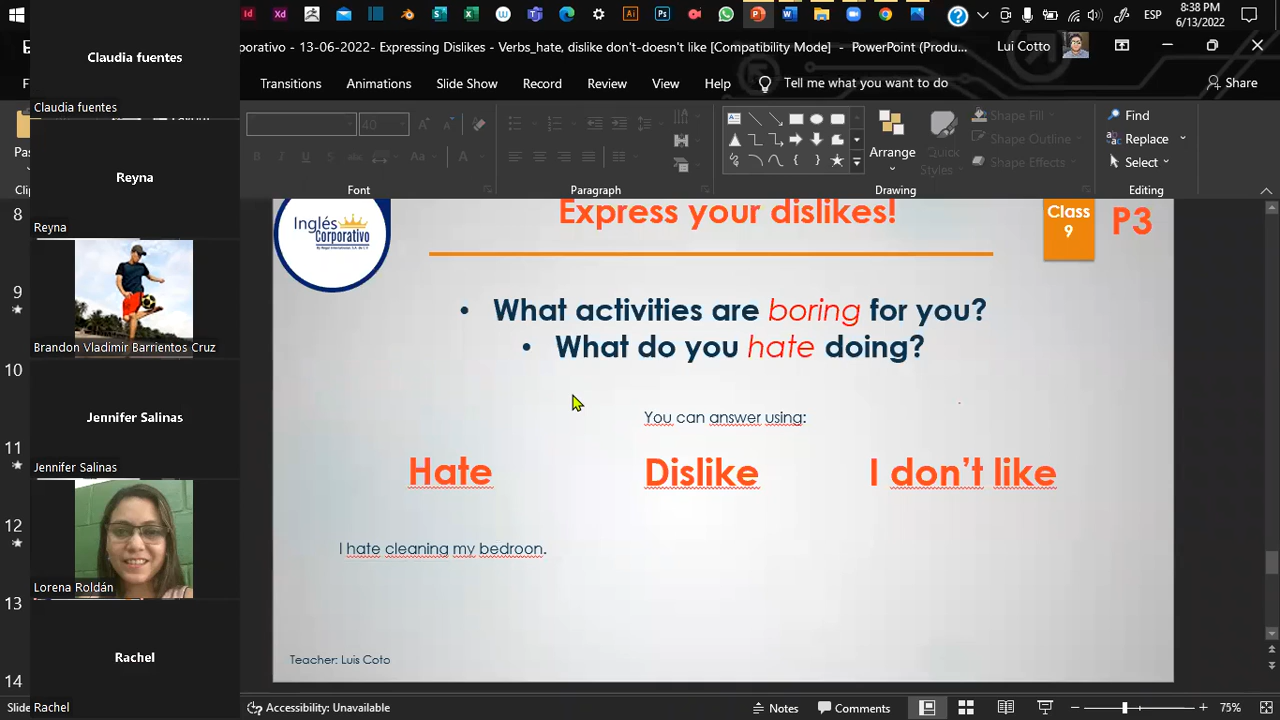 8:38 PM
ESP
6/13/2022
Claudia fuentes
Claudia fuentes
orporativo - 13-06-2022- Expressing Dislikes - Verbs_hate, dislike don't-doesn't like [Compatibility Mode] - PowerPoint (Produ...
Lui Cotto
Transitions
Animations
Slide Show
Record
Review
View
Help
Tell me what you want to do
Share
Pas
40
Font
Paragraph
Arrange
Quick
Styles
Shape Fill
Shape Outline
Shape Effects
Drawing
Find
Replace
Select
Editing
Reyna
Reyna
Brandon Vladimir Barrientos Cruz
Jennifer Salinas
Jennifer Salinas
Lorena Roldán
Rachel
Rachel
8
9
10
11
12
13
14
Inglés
Corporativo
Express your dislikes!
Class
9
P3
• What activities are boring for you?
• What do you hate doing?
You can answer using:
Hate
Dislike
I don't like
I hate cleaning my bedroon.
Teacher: Luis Coto
Slide
Accessibility: Unavailable
Notes
Comments
75%